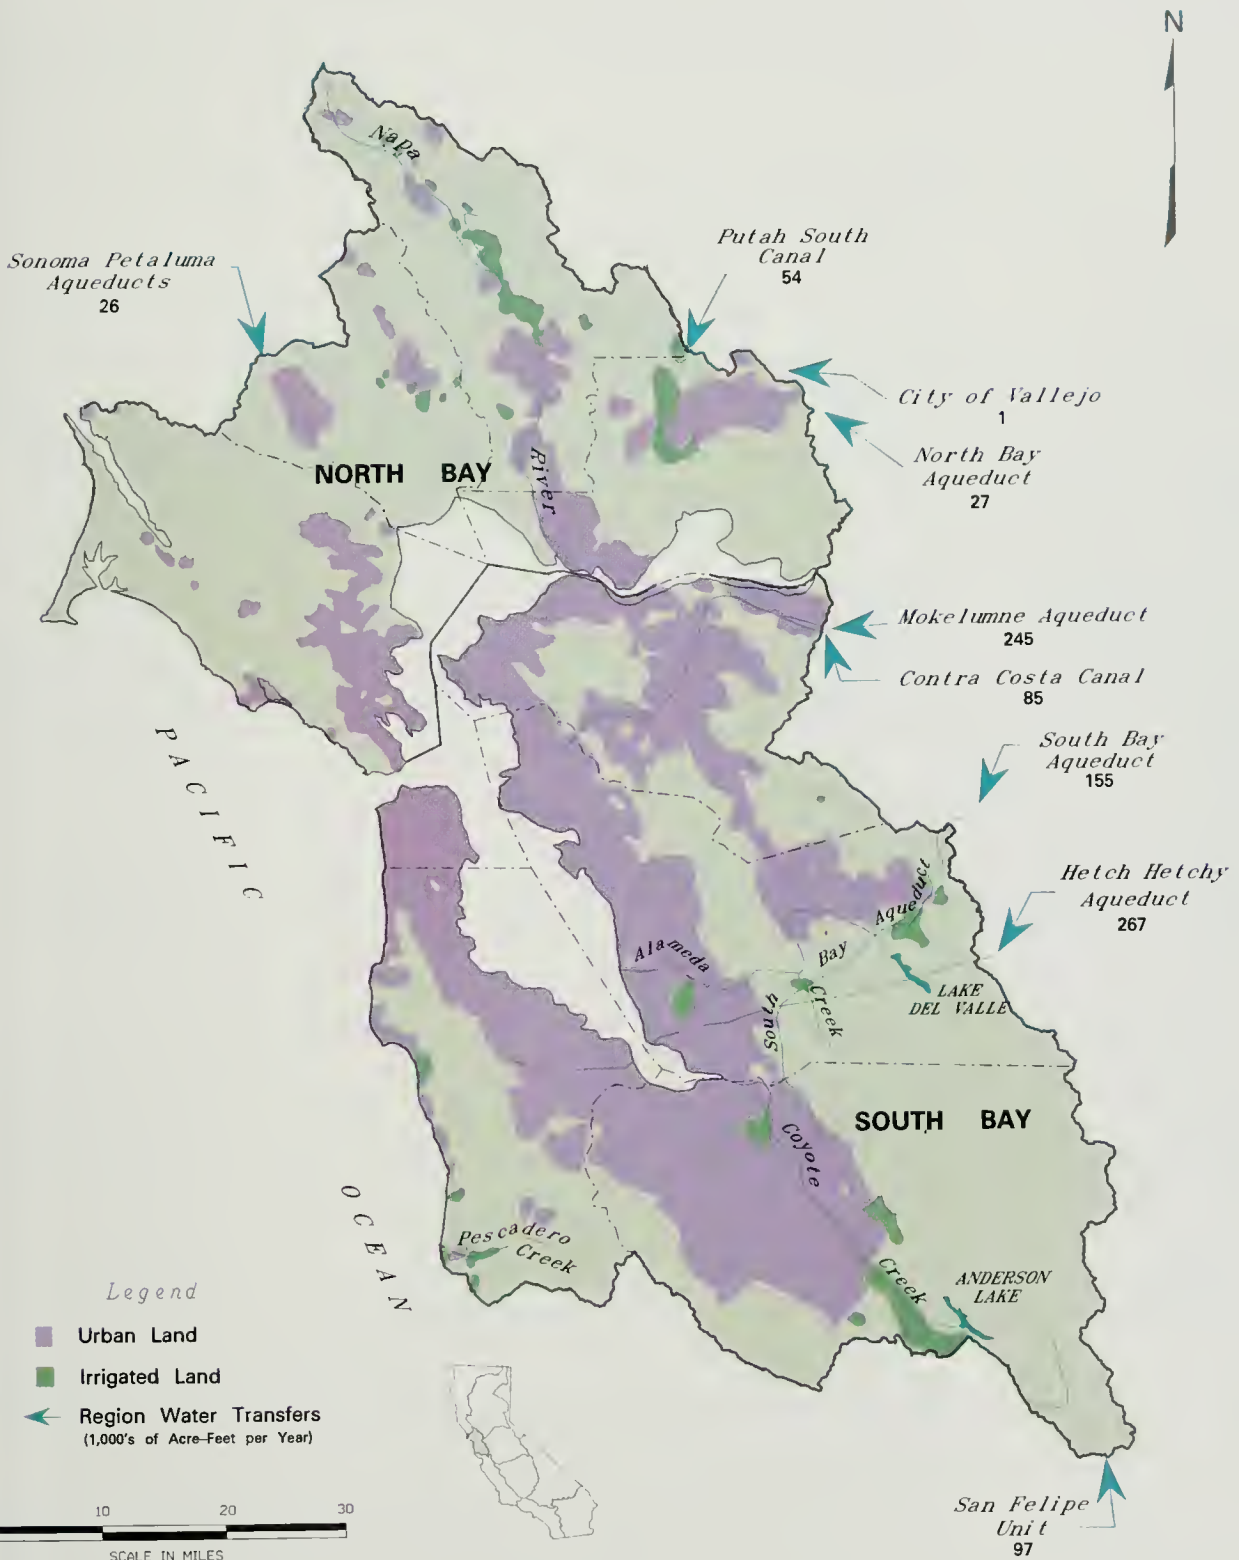 N
Napa
Putah South
Canal
54
Sonoma Petaluma
Aqueducts
26
City of Vallejo
1
NORTH BAY
River
North Bay
Aqueduct
27
Mokelumne Aqueduct
245
Contra Costa Canal
85
South Bay
Aqueduct
155
PACIFIC
Hetch Hetchy
Aqueduct
267
Aqueduct
Bay
South
Alameda
Creek
LAKE
DEL VALLE
SOUTH BAY
Coyote
Creek
OCEAN
Pescadero
Creek
ANDERSON
LAKE
Legend
Urban Land
Irrigated Land
Region Water Transfers
(1,000's of Acre-Feet per Year)
10 20 30
SCALE IN MILES
San Felipe
Unit
97